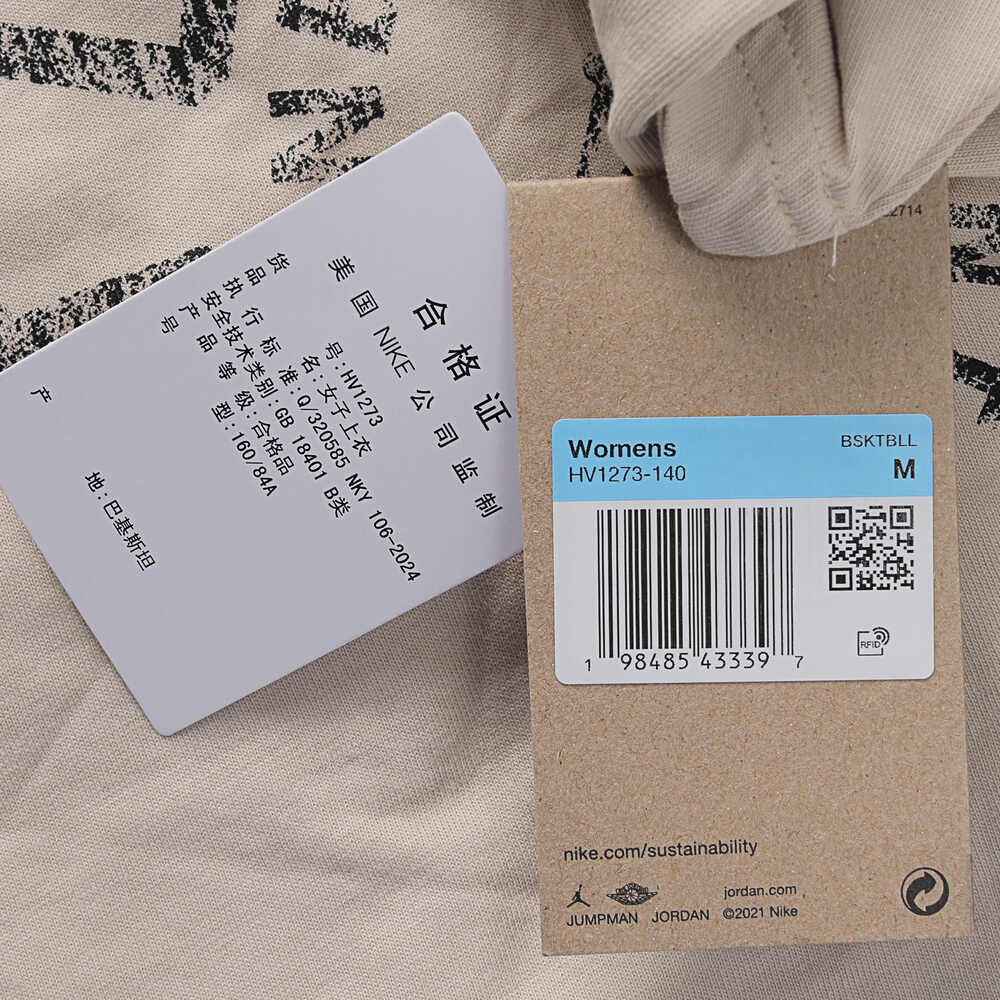 合格证
美国 NIKE 公司监制
货 号: HV1273
品 名: 女子上衣
执行标准: Q/320585 NKY 106-2024
安全技术类别: GB 18401 B类
产品等级: 合格品
号 型: 160/84A
产 地: 巴基斯坦
2714
Womens BSKTBLL
HV1273-140 M
1 98485 43339 7
RFID
nike.com/sustainability
jordan.com
JUMPMAN JORDAN ©2021 Nike